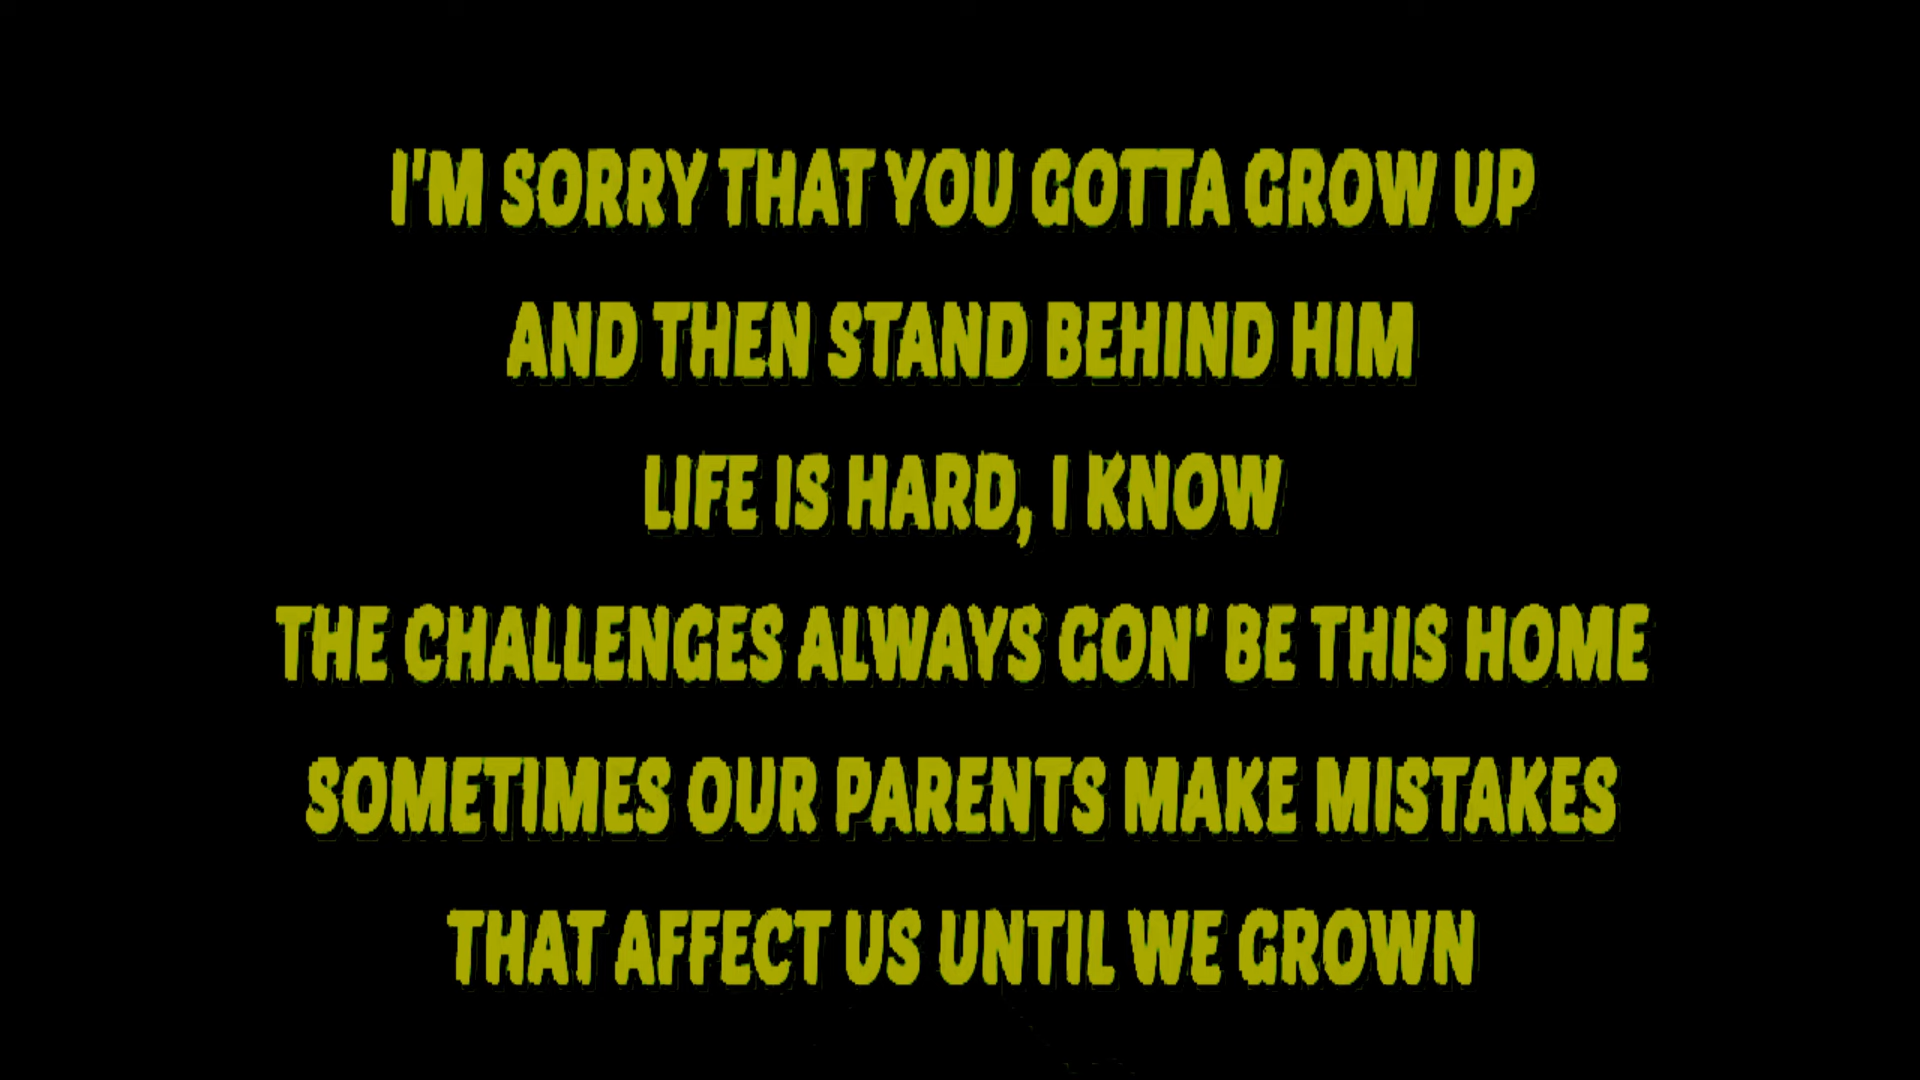 I'M SORRY THAT YOU GOTTA GROW UP
AND THEN STAND BEHIND HIM
LIFE IS HARD, I KNOW
THE CHALLENGES ALWAYS GON' BE THIS HOME
SOMETIMES OUR PARENTS MAKE MISTAKES
THAT AFFECT US UNTIL WE GROWN